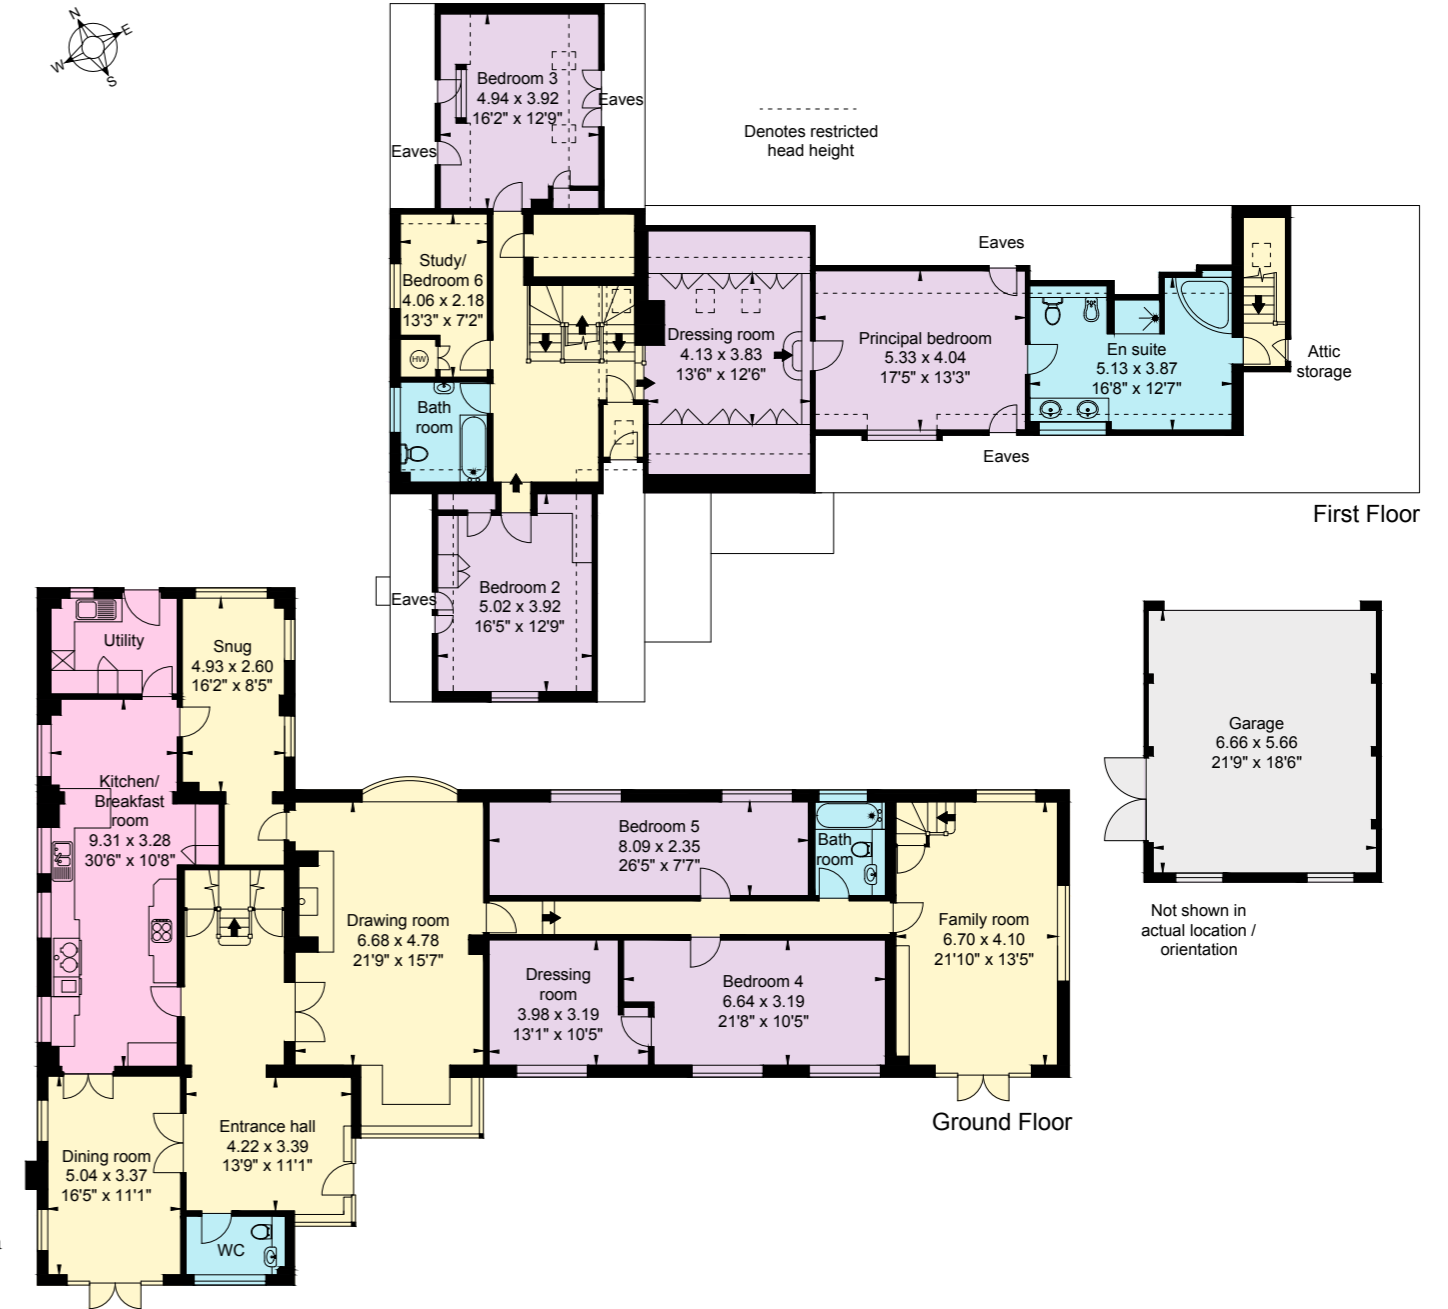 N
E
W
S
Bedroom 3
4.94 x 3.92
16'2" x 12'9"
Eaves
Eaves
Denotes restricted
head height
Study/
Bedroom 6
4.06 x 2.18
13'3" x 7'2"
HW
Bath
room
Dressing room
4.13 x 3.83
13'6" x 12'6"
Eaves
Principal bedroom
5.33 x 4.04
17'5" x 13'3"
Eaves
En suite
5.13 x 3.87
16'8" x 12'7"
Attic
storage
First Floor
Eaves
Bedroom 2
5.02 x 3.92
16'5" x 12'9"
Utility
Snug
4.93 x 2.60
16'2" x 8'5"
Kitchen/
Breakfast
room
9.31 x 3.28
30'6" x 10'8"
Drawing room
6.68 x 4.78
21'9" x 15'7"
Bedroom 5
8.09 x 2.35
26'5" x 7'7"
Bath
room
Family room
6.70 x 4.10
21'10" x 13'5"
Dressing
room
3.98 x 3.19
13'1" x 10'5"
Bedroom 4
6.64 x 3.19
21'8" x 10'5"
Garage
6.66 x 5.66
21'9" x 18'6"
Not shown in
actual location /
orientation
Ground Floor
Entrance hall
4.22 x 3.39
13'9" x 11'1"
Dining room
5.04 x 3.37
16'5" x 11'1"
WC